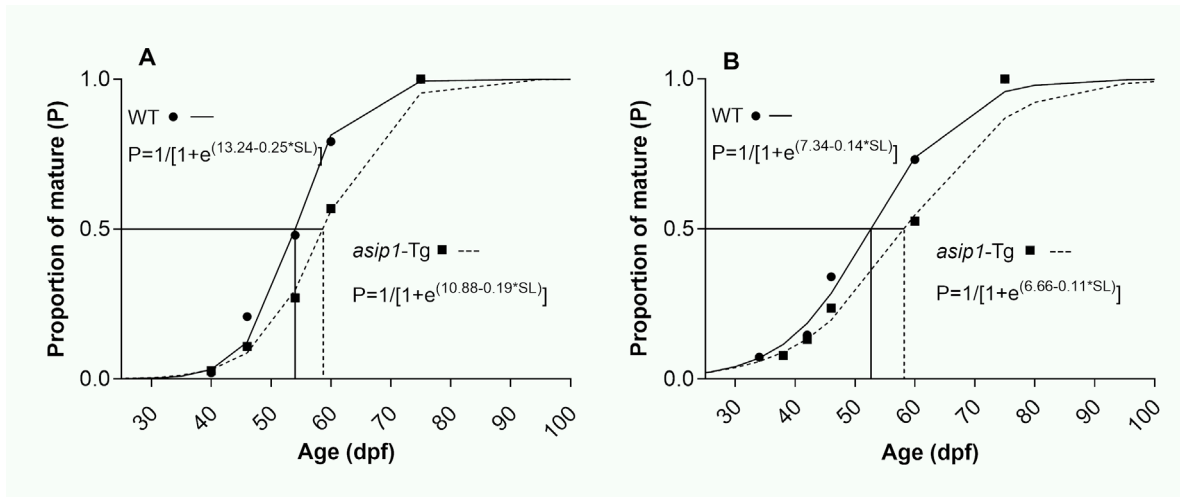 A
Proportion of mature (P)
1.0
0.5
0.0
WT
P=1/[1+e(13.24-0.25*SL)]
asip1-Tg
P=1/[1+e(10.88-0.19*SL)]
30 40 50 60 70 80 90 100
Age (dpf)
B
Proportion of mature (P)
1.0
0.5
0.0
WT
P=1/[1+e(7.34-0.14*SL)]
asip1-Tg
P=1/[1+e(6.66-0.11*SL)]
30 40 50 60 70 80 90 100
Age (dpf)